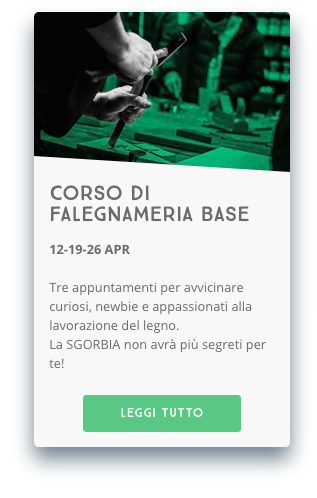 CORSO DI
FALEGNAMERIA BASE
12-19-26 APR
Tre appuntamenti per avvicinare
curiosi, newbie e appassionati alla
lavorazione del legno.
La SGORBIA non avrà più segreti per
te!
LEGGI TUTTO